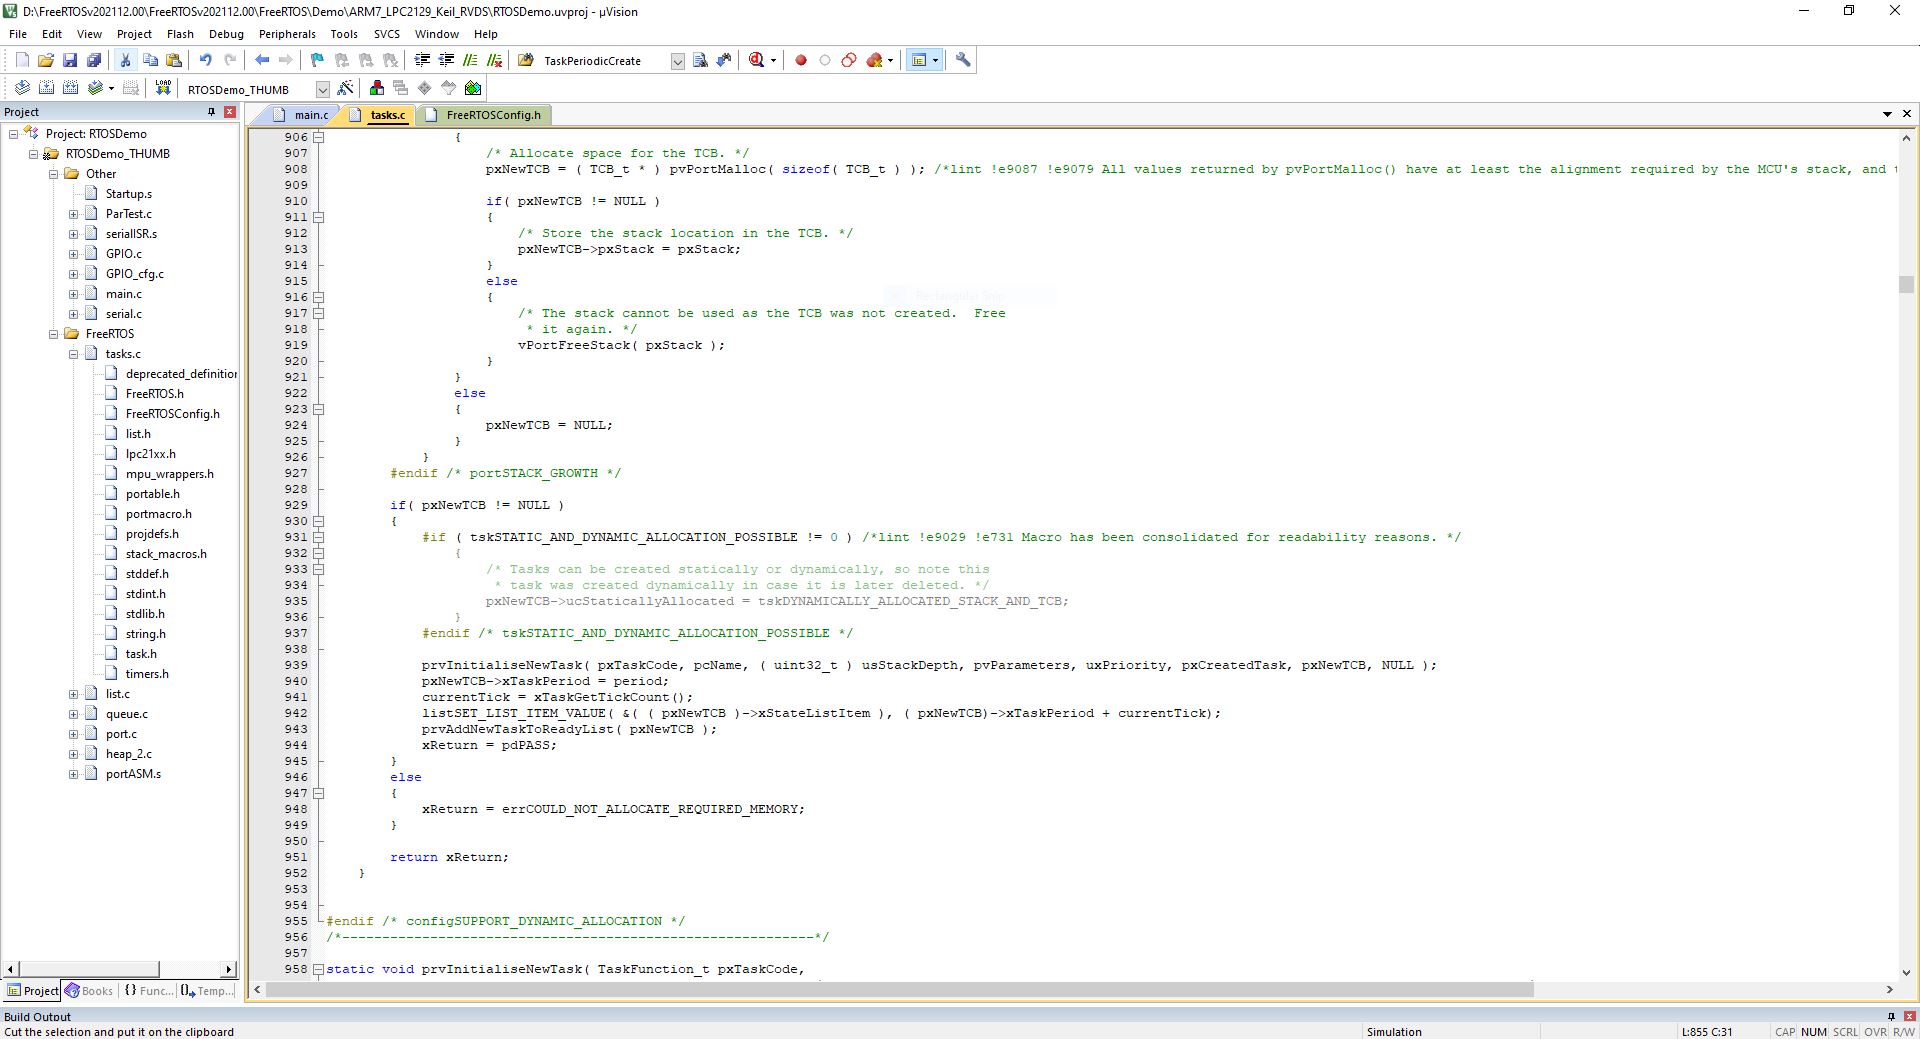 D:\FreeRTOSv202112.00\FreeRTOSv202112.00\FreeRTOS\Demo\ARM7_LPC2129_Keil_RVDS\RTOSDemo.uvproj - µVision
File Edit View Project Flash Debug Peripherals Tools SVCS Window Help
TaskPeriodicCreate
LOAD RTOSDemo_THUMB
Project
Project: RTOSDemo
RTOSDemo_THUMB
Other
Startup.s
ParTest.c
serialISR.s
GPIO.c
GPIO_cfg.c
main.c
serial.c
FreeRTOS
tasks.c
deprecated_definition
FreeRTOS.h
FreeRTOSConfig.h
list.h
lpc21xx.h
mpu_wrappers.h
portable.h
portmacro.h
projdefs.h
stack_macros.h
stddef.h
stdint.h
stdlib.h
string.h
task.h
timers.h
list.c
queue.c
port.c
heap_2.c
portASM.s
Project Books {} Func... Temp...
main.c tasks.c FreeRTOSConfig.h
906 {
907 /* Allocate space for the TCB. */
908 pxNewTCB = ( TCB_t * ) pvPortMalloc( sizeof( TCB_t ) ); /*lint !e9087 !e9079 All values returned by pvPortMalloc() have at least the alignment required by the MCU's stack, and
909
910 if( pxNewTCB != NULL )
911 {
912 /* Store the stack location in the TCB. */
913 pxNewTCB->pxStack = pxStack;
914 }
915 else
916 {
Rectangular Snip
917 /* The stack cannot be used as the TCB was not created.  Free
918 * it again. */
919 vPortFreeStack( pxStack );
920 }
921 }
922 else
923 {
924 pxNewTCB = NULL;
925 }
926 }
927 #endif /* portSTACK_GROWTH */
928
929 if( pxNewTCB != NULL )
930 {
931 #if ( tskSTATIC_AND_DYNAMIC_ALLOCATION_POSSIBLE != 0 ) /*lint !e9029 !e731 Macro has been consolidated for readability reasons. */
932 {
933 /* Tasks can be created statically or dynamically, so note this
934 * task was created dynamically in case it is later deleted. */
935 pxNewTCB->ucStaticallyAllocated = tskDYNAMICALLY_ALLOCATED_STACK_AND_TCB;
936 }
937 #endif /* tskSTATIC_AND_DYNAMIC_ALLOCATION_POSSIBLE */
938
939 prvInitialiseNewTask( pxTaskCode, pcName, ( uint32_t ) usStackDepth, pvParameters, uxPriority, pxCreatedTask, pxNewTCB, NULL );
940 pxNewTCB->xTaskPeriod = period;
941 currentTick = xTaskGetTickCount();
942 listSET_LIST_ITEM_VALUE( &( ( pxNewTCB )->xStateListItem ), ( pxNewTCB)->xTaskPeriod + currentTick);
943 prvAddNewTaskToReadyList( pxNewTCB );
944 xReturn = pdPASS;
945 }
946 else
947 {
948 xReturn = errCOULD_NOT_ALLOCATE_REQUIRED_MEMORY;
949 }
950
951 return xReturn;
952 }
953
954
955 #endif /* configSUPPORT_DYNAMIC_ALLOCATION */
956 /*-----------------------------------------------------------*/
957
958 static void prvInitialiseNewTask( TaskFunction_t pxTaskCode,
Build Output
Cut the selection and put it on the clipboard Simulation L:855 C:31 CAP NUM SCRL OVR R/W